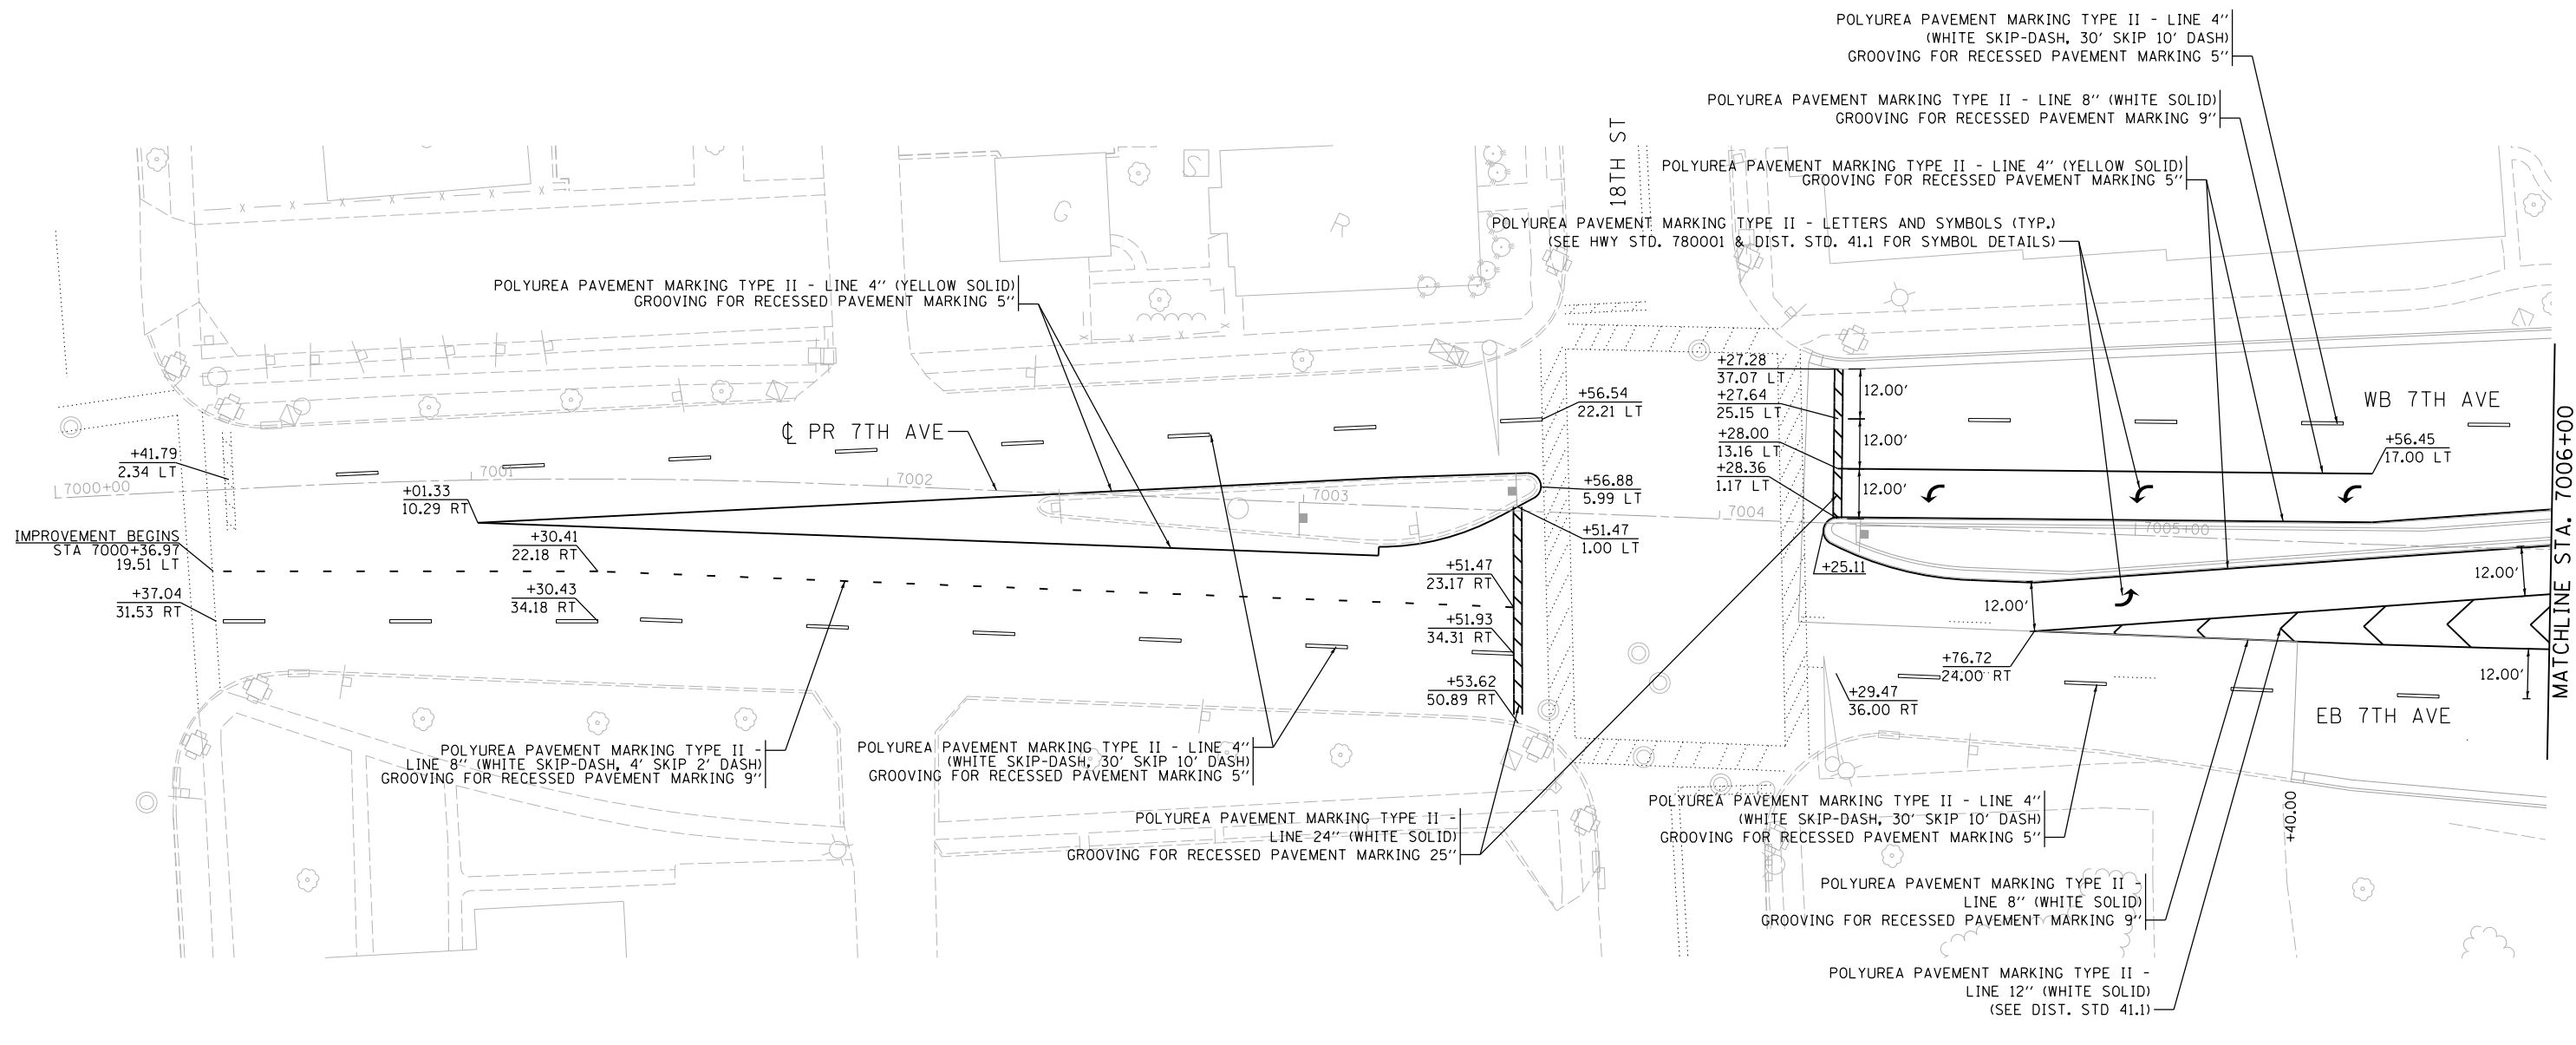 POLYUREA PAVEMENT MARKING TYPE II - LINE 4"
(WHITE SKIP-DASH, 30' SKIP 10' DASH)
GROOVING FOR RECESSED PAVEMENT MARKING 5"
POLYUREA PAVEMENT MARKING TYPE II - LINE 8" (WHITE SOLID)
GROOVING FOR RECESSED PAVEMENT MARKING 9"
18TH ST
POLYUREA PAVEMENT MARKING TYPE II - LINE 4" (YELLOW SOLID)
GROOVING FOR RECESSED PAVEMENT MARKING 5"
POLYUREA PAVEMENT MARKING TYPE II - LETTERS AND SYMBOLS (TYP.)
(SEE HWY STD. 780001 & DIST. STD. 41.1 FOR SYMBOL DETAILS)
S
G
R
POLYUREA PAVEMENT MARKING TYPE II - LINE 4" (YELLOW SOLID)
GROOVING FOR RECESSED PAVEMENT MARKING 5"
+27.28
37.07 LT
+27.64
25.15 LT
+28.00
13.16 LT
+28.36
1.17 LT
12.00'
12.00'
12.00'
+56.54
22.21 LT
WB 7TH AVE
+56.45
17.00 LT
℄ PR 7TH AVE
+41.79
2.34 LT
7000+00
7001
7002
7003
7004
7005+00
+01.33
10.29 RT
+56.88
5.99 LT
+51.47
1.00 LT
IMPROVEMENT BEGINS
STA 7000+36.97
19.51 LT
+30.41
22.18 RT
+37.04
31.53 RT
+30.43
34.18 RT
+51.47
23.17 RT
+51.93
34.31 RT
+53.62
50.89 RT
+25.11
12.00'
12.00'
12.00'
+76.72
24.00 RT
+29.47
36.00 RT
EB 7TH AVE
MATCHLINE STA. 7006+00
+40.00
POLYUREA PAVEMENT MARKING TYPE II -
LINE 8" (WHITE SKIP-DASH, 4' SKIP 2' DASH)
GROOVING FOR RECESSED PAVEMENT MARKING 9"
POLYUREA PAVEMENT MARKING TYPE II - LINE 4"
(WHITE SKIP-DASH, 30' SKIP 10' DASH)
GROOVING FOR RECESSED PAVEMENT MARKING 5"
POLYUREA PAVEMENT MARKING TYPE II -
LINE 24" (WHITE SOLID)
GROOVING FOR RECESSED PAVEMENT MARKING 25"
POLYUREA PAVEMENT MARKING TYPE II - LINE 4"
(WHITE SKIP-DASH, 30' SKIP 10' DASH)
GROOVING FOR RECESSED PAVEMENT MARKING 5"
POLYUREA PAVEMENT MARKING TYPE II -
LINE 8" (WHITE SOLID)
GROOVING FOR RECESSED PAVEMENT MARKING 9"
POLYUREA PAVEMENT MARKING TYPE II -
LINE 12" (WHITE SOLID)
(SEE DIST. STD 41.1)